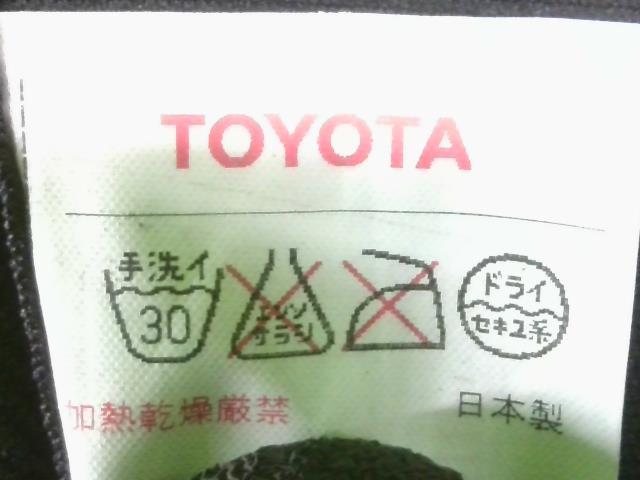 TOYOTA
手洗イ
30
エンソ
サラシ
ドライ
セキユ系
加熱乾燥厳禁
日本製